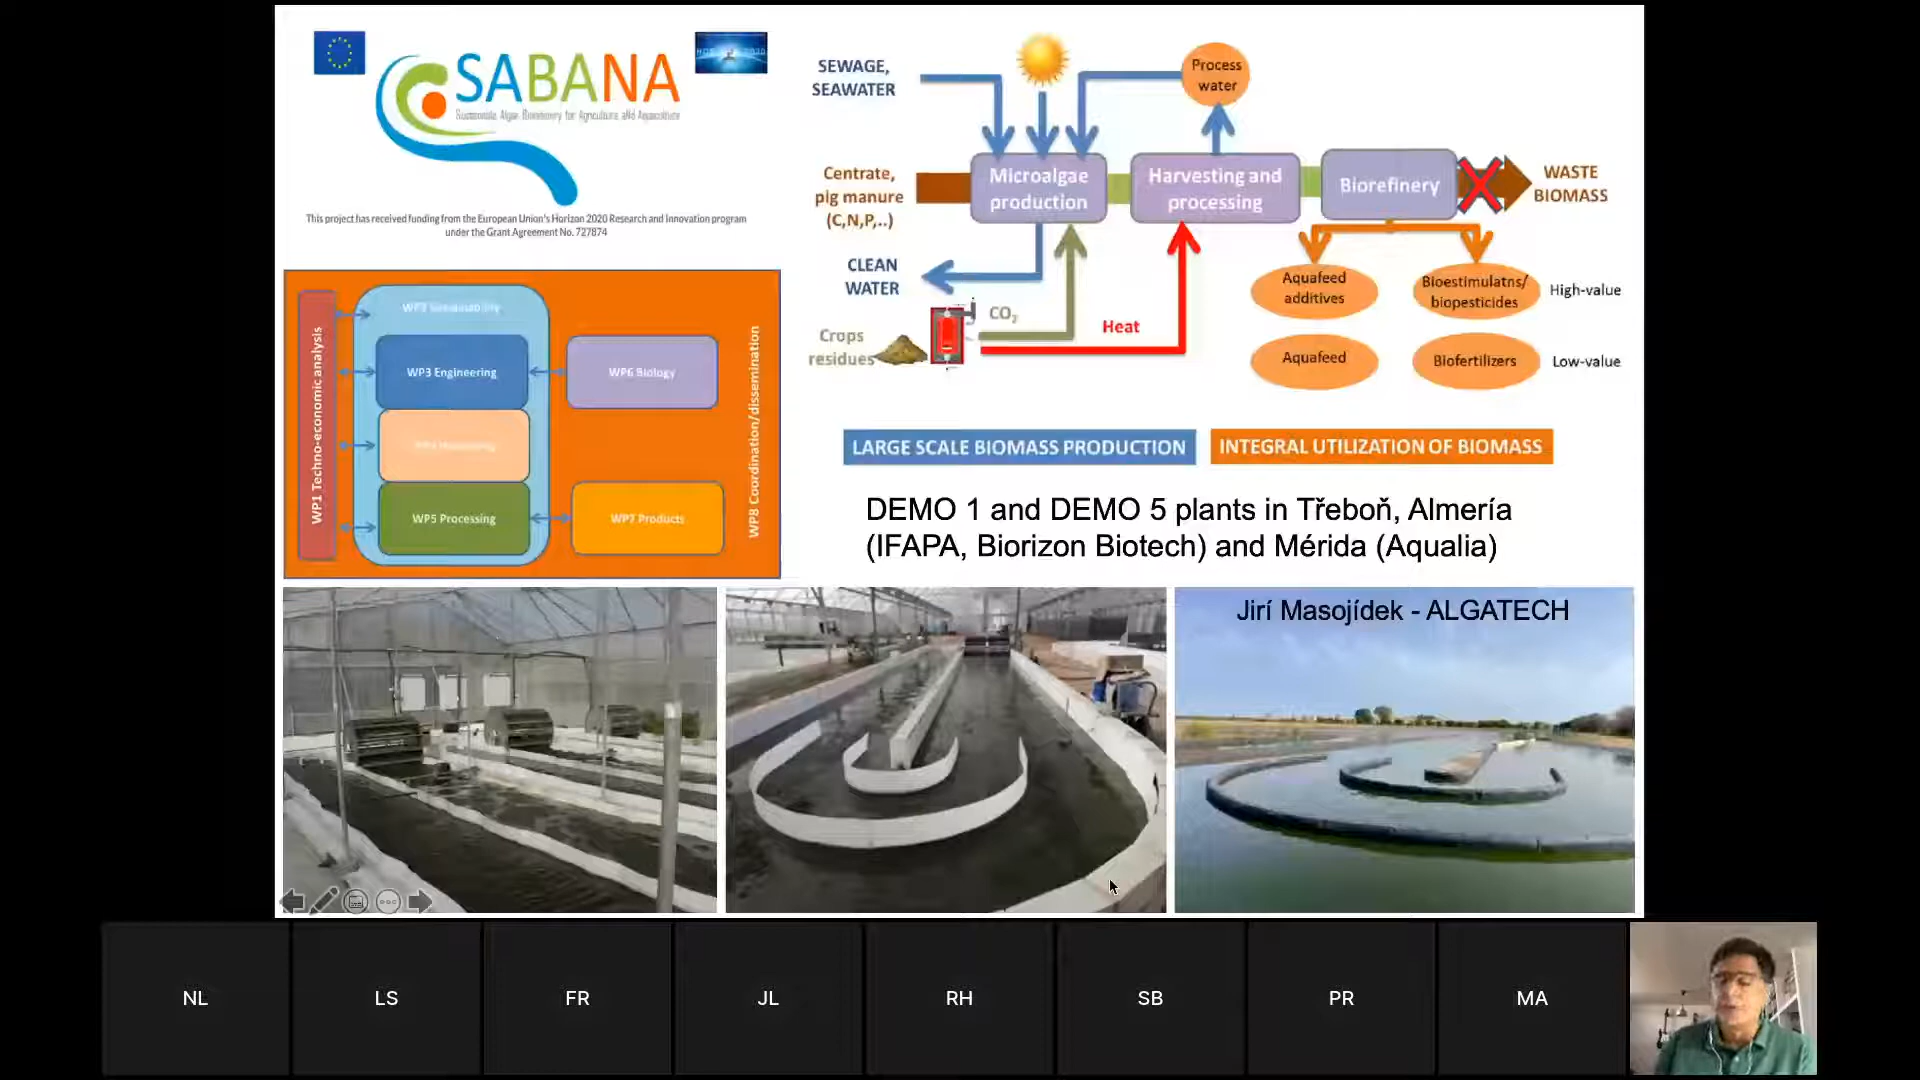 SABANA
Sustainable Algae Biorefinery for Agriculture aNd Aquaculture
This project has received funding from the European Union's Horizon 2020 Research and Innovation program
under the Grant Agreement No. 727874
SEWAGE,
SEAWATER
Process
water
Centrate,
pig manure
(C,N,P,..)
Microalgae
production
Harvesting and
processing
Biorefinery
WASTE
BIOMASS
CLEAN
WATER
CO2
Heat
Crops
residues
Aquafeed
additives
Bioestimulatns/
biopesticides
High-value
Aquafeed
Biofertilizers
Low-value
WP1 Techno-economic analysis
WP2 Sustainability
WP3 Engineering
WP6 Biology
WP5 Processing
WP7 Products
WP8 Coordination/dissemination
LARGE SCALE BIOMASS PRODUCTION
INTEGRAL UTILIZATION OF BIOMASS
DEMO 1 and DEMO 5 plants in Třeboň, Almería
(IFAPA, Biorizon Biotech) and Mérida (Aqualia)
Jirí Masojídek - ALGATECH
NL
LS
FR
JL
RH
SB
PR
MA